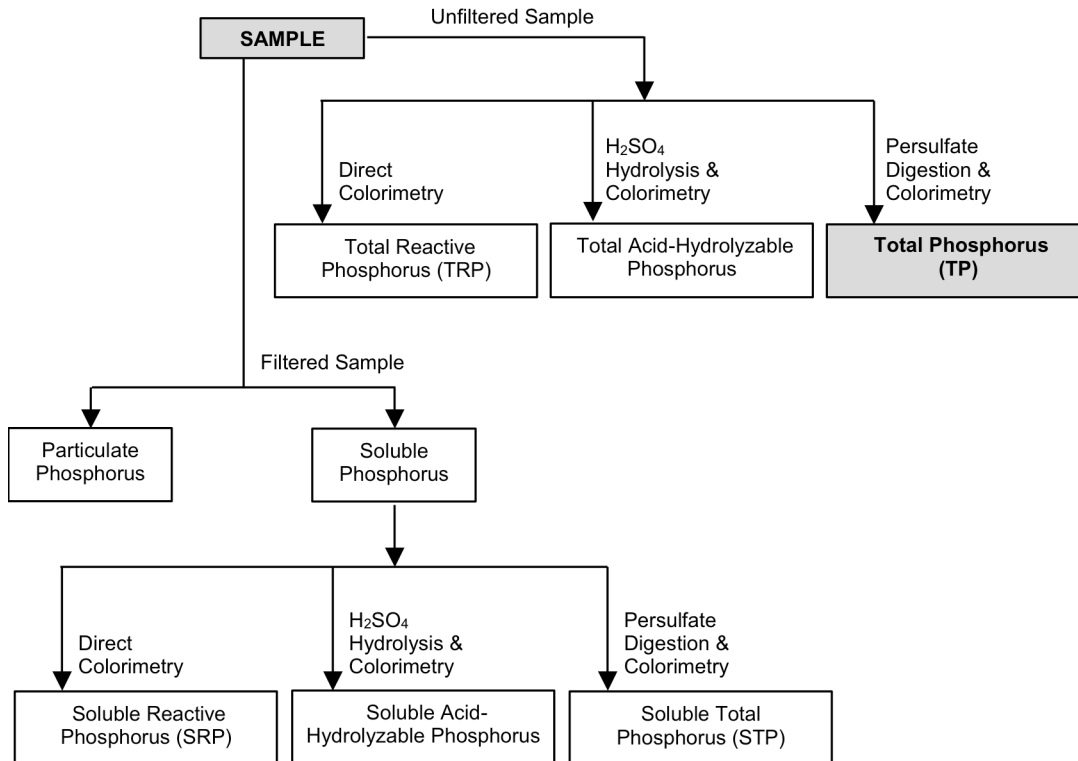 Unfiltered Sample
SAMPLE
Direct
Colorimetry
H₂SO₄
Hydrolysis &
Colorimetry
Persulfate
Digestion &
Colorimetry
Total Reactive
Phosphorus (TRP)
Total Acid-Hydrolyzable
Phosphorus
Total Phosphorus
(TP)
Filtered Sample
Particulate
Phosphorus
Soluble
Phosphorus
Direct
Colorimetry
H₂SO₄
Hydrolysis &
Colorimetry
Persulfate
Digestion &
Colorimetry
Soluble Reactive
Phosphorus (SRP)
Soluble Acid-
Hydrolyzable Phosphorus
Soluble Total
Phosphorus (STP)